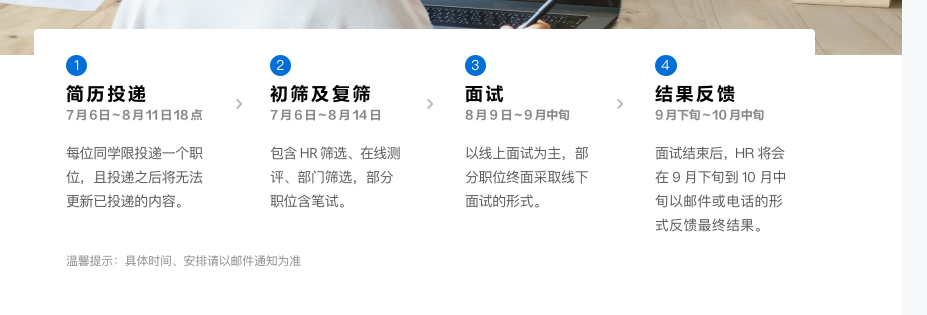 1
简历投递
7月6日~8月11日18点
每位同学限投递一个职
位，且投递之后将无法
更新已投递的内容。
2
初筛及复筛
7月6日~8月14日
包含 HR 筛选、在线测
评、部门筛选，部分
职位含笔试。
3
面试
8月9日~9月中旬
以线上面试为主，部
分职位终面采取线下
面试的形式。
4
结果反馈
9月下旬~10月中旬
面试结束后，HR 将会
在 9 月下旬到 10 月中
旬以邮件或电话的形
式反馈最终结果。
温馨提示：具体时间、安排请以邮件通知为准